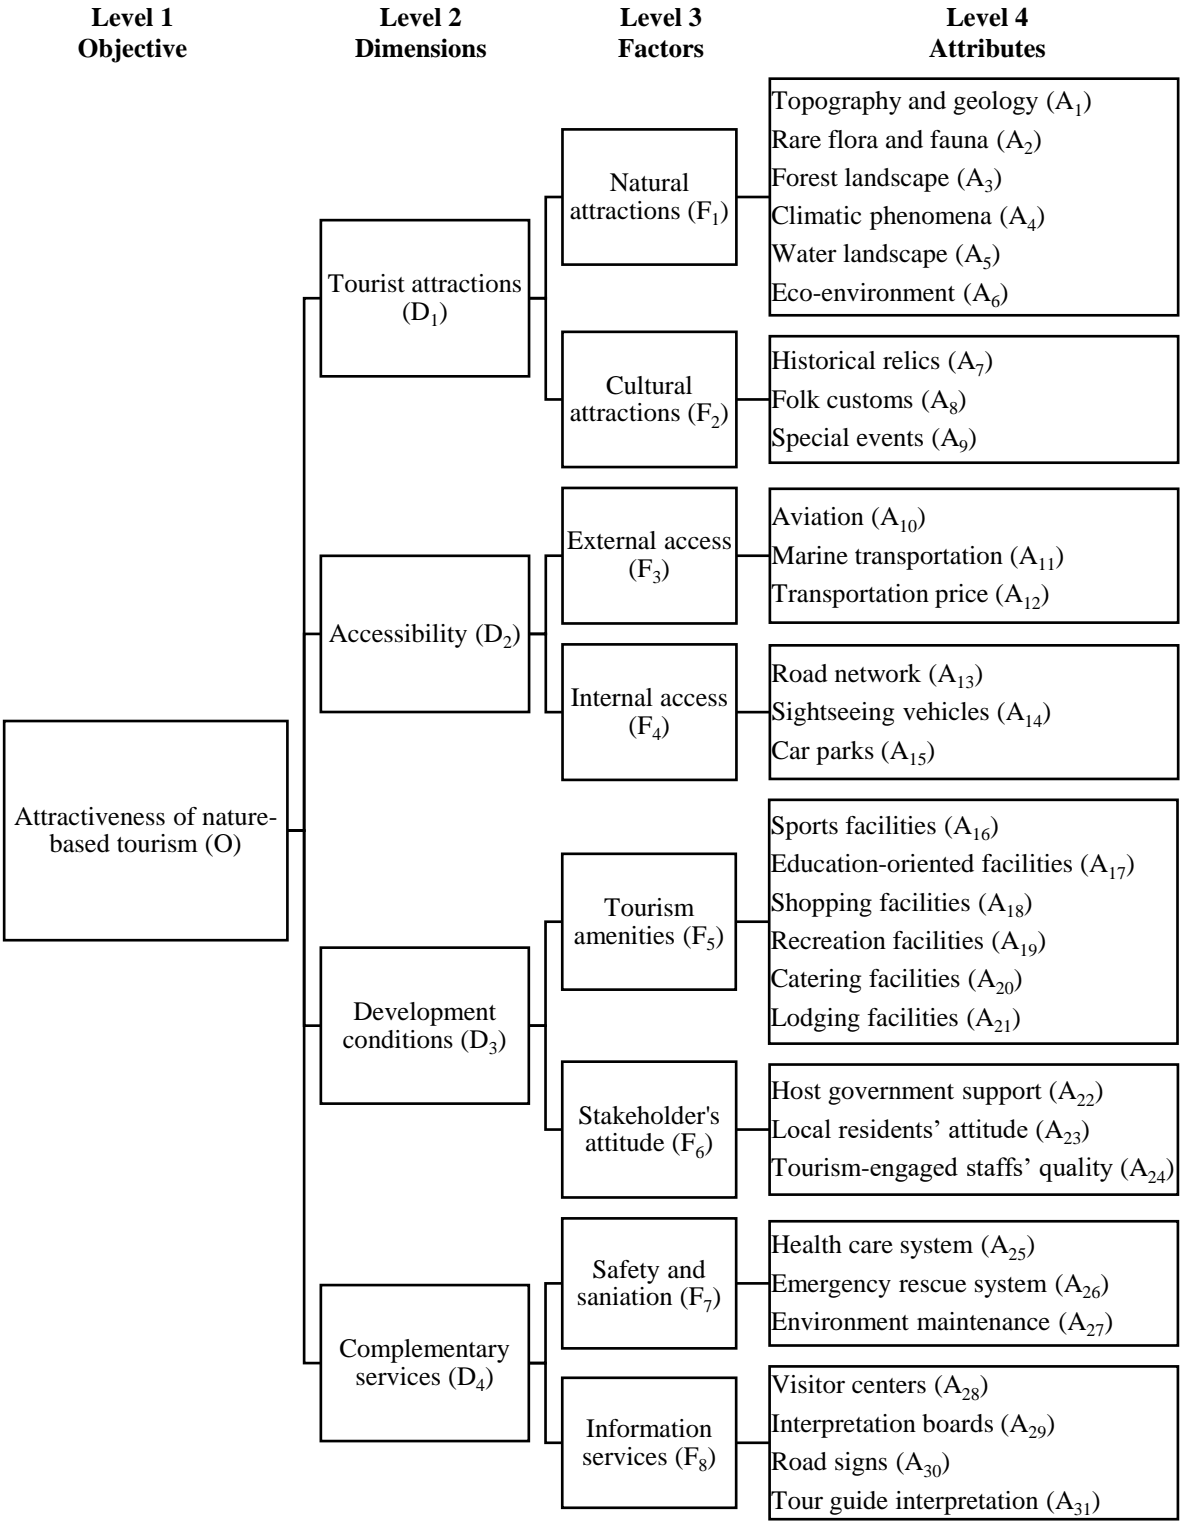 Level 1
Objective
Level 2
Dimensions
Level 3
Factors
Level 4
Attributes
Attractiveness of nature-
based tourism (O)
Tourist attractions
(D1)
Natural
attractions (F1)
Topography and geology (A1)
Rare flora and fauna (A2)
Forest landscape (A3)
Climatic phenomena (A4)
Water landscape (A5)
Eco-environment (A6)
Cultural
attractions (F2)
Historical relics (A7)
Folk customs (A8)
Special events (A9)
Accessibility (D2)
External access
(F3)
Aviation (A10)
Marine transportation (A11)
Transportation price (A12)
Internal access
(F4)
Road network (A13)
Sightseeing vehicles (A14)
Car parks (A15)
Development
conditions (D3)
Tourism
amenities (F5)
Sports facilities (A16)
Education-oriented facilities (A17)
Shopping facilities (A18)
Recreation facilities (A19)
Catering facilities (A20)
Lodging facilities (A21)
Stakeholder's
attitude (F6)
Host government support (A22)
Local residents’ attitude (A23)
Tourism-engaged staffs’ quality (A24)
Complementary
services (D4)
Safety and
saniation (F7)
Health care system (A25)
Emergency rescue system (A26)
Environment maintenance (A27)
Information
services (F8)
Visitor centers (A28)
Interpretation boards (A29)
Road signs (A30)
Tour guide interpretation (A31)